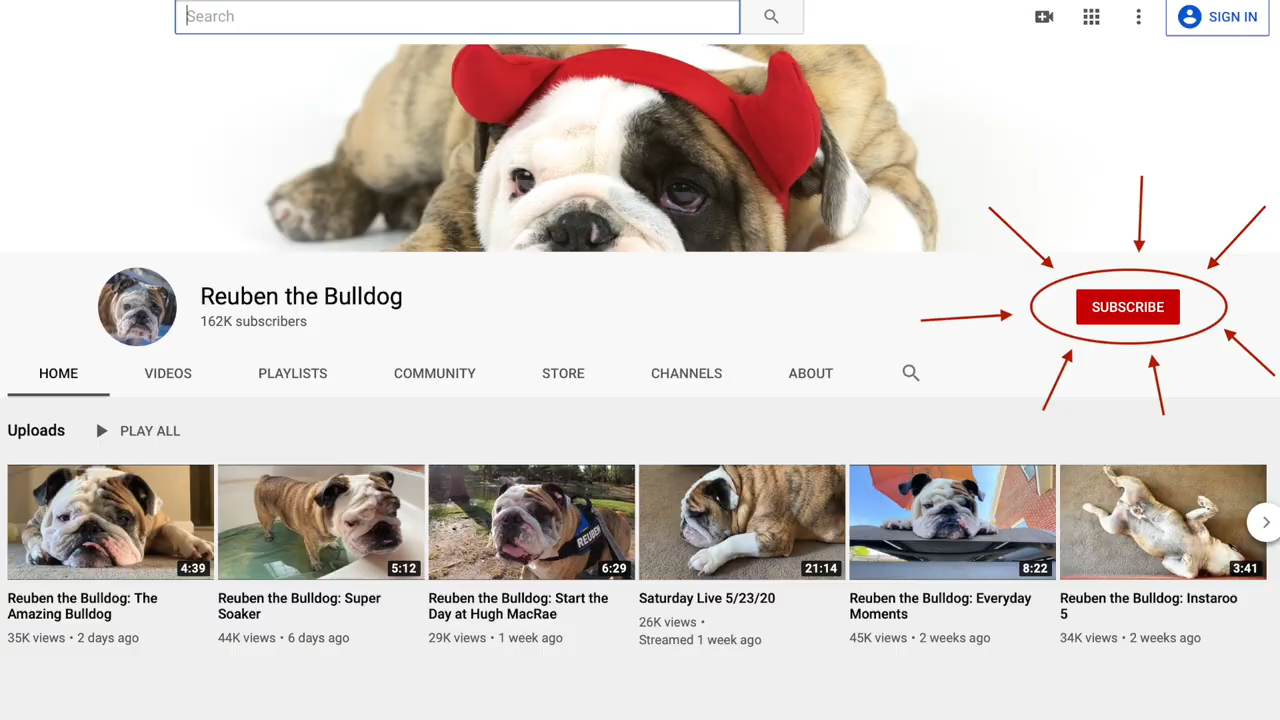 Search
SIGN IN
Reuben the Bulldog
162K subscribers
SUBSCRIBE
HOME
VIDEOS
PLAYLISTS
COMMUNITY
STORE
CHANNELS
ABOUT
Uploads
PLAY ALL
REUBEN
4:39
5:12
6:29
21:14
8:22
3:41
Reuben the Bulldog: The
Amazing Bulldog
35K views • 2 days ago
Reuben the Bulldog: Super
Soaker
44K views • 6 days ago
Reuben the Bulldog: Start the
Day at Hugh MacRae
29K views • 1 week ago
Saturday Live 5/23/20
26K views •
Streamed 1 week ago
Reuben the Bulldog: Everyday
Moments
45K views • 2 weeks ago
Reuben the Bulldog: Instaroo
5
34K views • 2 weeks ago